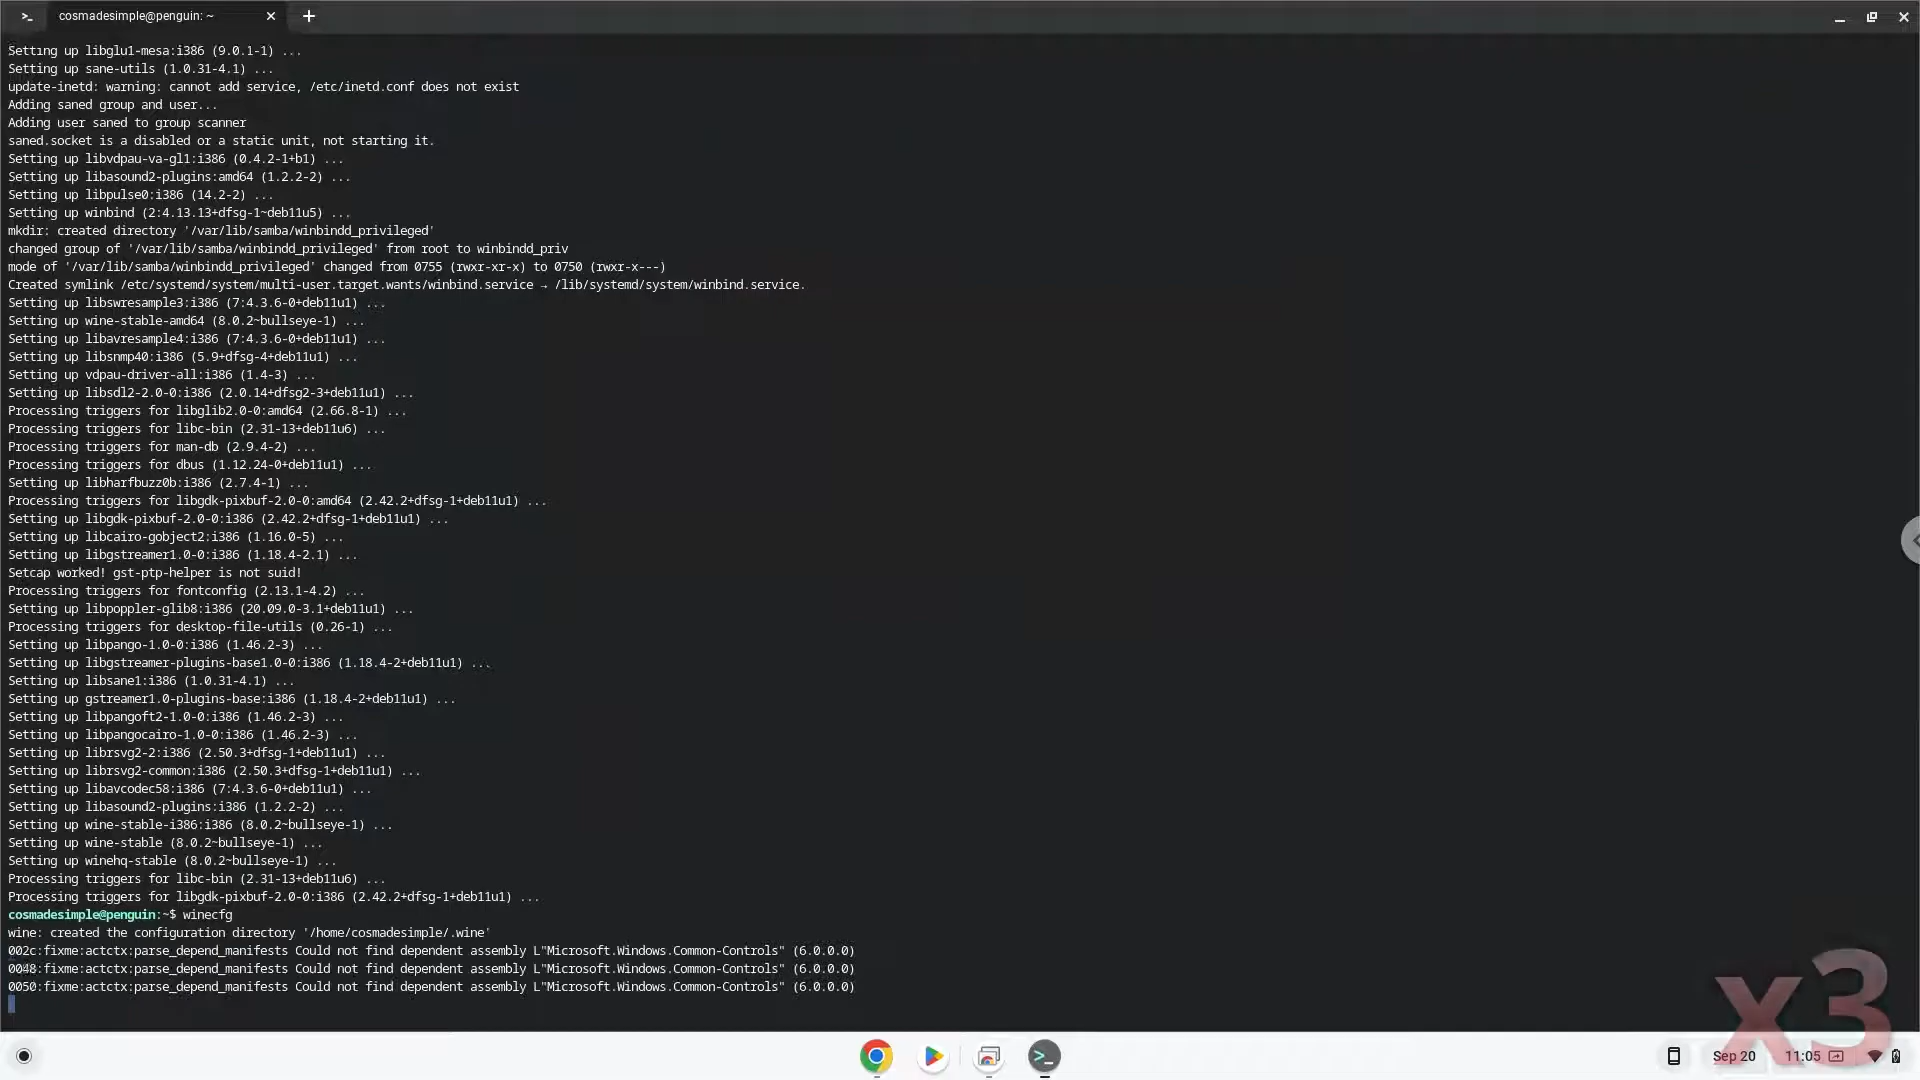 cosmadesimple@penguin: ~
Setting up libglu1-mesa:i386 (9.0.1-1) ...
Setting up sane-utils (1.0.31-4.1) ...
update-inetd: warning: cannot add service, /etc/inetd.conf does not exist
Adding saned group and user...
Adding user saned to group scanner
saned.socket is a disabled or a static unit, not starting it.
Setting up libvdpau-va-gl1:i386 (0.4.2-1+b1) ...
Setting up libasound2-plugins:amd64 (1.2.2-2) ...
Setting up libpulse0:i386 (14.2-2) ...
Setting up winbind (2:4.13.13+dfsg-1~deb11u5) ...
mkdir: created directory '/var/lib/samba/winbindd_privileged'
changed group of '/var/lib/samba/winbindd_privileged' from root to winbindd_priv
mode of '/var/lib/samba/winbindd_privileged' changed from 0755 (rwxr-xr-x) to 0750 (rwxr-x---)
Created symlink /etc/systemd/system/multi-user.target.wants/winbind.service → /lib/systemd/system/winbind.service.
Setting up libswresample3:i386 (7:4.3.6-0+deb11u1) ...
Setting up wine-stable-amd64 (8.0.2~bullseye-1) ...
Setting up libavresample4:i386 (7:4.3.6-0+deb11u1) ...
Setting up libsnmp40:i386 (5.9+dfsg-4+deb11u1) ...
Setting up vdpau-driver-all:i386 (1.4-3) ...
Setting up libsdl2-2.0-0:i386 (2.0.14+dfsg2-3+deb11u1) ...
Processing triggers for libglib2.0-0:amd64 (2.66.8-1) ...
Processing triggers for libc-bin (2.31-13+deb11u6) ...
Processing triggers for man-db (2.9.4-2) ...
Processing triggers for dbus (1.12.24-0+deb11u1) ...
Setting up libharfbuzz0b:i386 (2.7.4-1) ...
Processing triggers for libgdk-pixbuf-2.0-0:amd64 (2.42.2+dfsg-1+deb11u1) ...
Setting up libgdk-pixbuf-2.0-0:i386 (2.42.2+dfsg-1+deb11u1) ...
Setting up libcairo-gobject2:i386 (1.16.0-5) ...
Setting up libgstreamer1.0-0:i386 (1.18.4-2.1) ...
Setcap worked! gst-ptp-helper is not suid!
Processing triggers for fontconfig (2.13.1-4.2) ...
Setting up libpoppler-glib8:i386 (20.09.0-3.1+deb11u1) ...
Processing triggers for desktop-file-utils (0.26-1) ...
Setting up libpango-1.0-0:i386 (1.46.2-3) ...
Setting up libgstreamer-plugins-base1.0-0:i386 (1.18.4-2+deb11u1) ...
Setting up libsane1:i386 (1.0.31-4.1) ...
Setting up gstreamer1.0-plugins-base:i386 (1.18.4-2+deb11u1) ...
Setting up libpangoft2-1.0-0:i386 (1.46.2-3) ...
Setting up libpangocairo-1.0-0:i386 (1.46.2-3) ...
Setting up librsvg2-2:i386 (2.50.3+dfsg-1+deb11u1) ...
Setting up librsvg2-common:i386 (2.50.3+dfsg-1+deb11u1) ...
Setting up libavcodec58:i386 (7:4.3.6-0+deb11u1) ...
Setting up libasound2-plugins:i386 (1.2.2-2) ...
Setting up wine-stable-i386:i386 (8.0.2~bullseye-1) ...
Setting up wine-stable (8.0.2~bullseye-1) ...
Setting up winehq-stable (8.0.2~bullseye-1) ...
Processing triggers for libc-bin (2.31-13+deb11u6) ...
Processing triggers for libgdk-pixbuf-2.0-0:i386 (2.42.2+dfsg-1+deb11u1) ...
cosmadesimple@penguin:~$ winecfg
wine: created the configuration directory '/home/cosmadesimple/.wine'
002c:fixme:actctx:parse_depend_manifests Could not find dependent assembly L"Microsoft.Windows.Common-Controls" (6.0.0.0)
0048:fixme:actctx:parse_depend_manifests Could not find dependent assembly L"Microsoft.Windows.Common-Controls" (6.0.0.0)
0050:fixme:actctx:parse_depend_manifests Could not find dependent assembly L"Microsoft.Windows.Common-Controls" (6.0.0.0)
x3
Sep 20 11:05